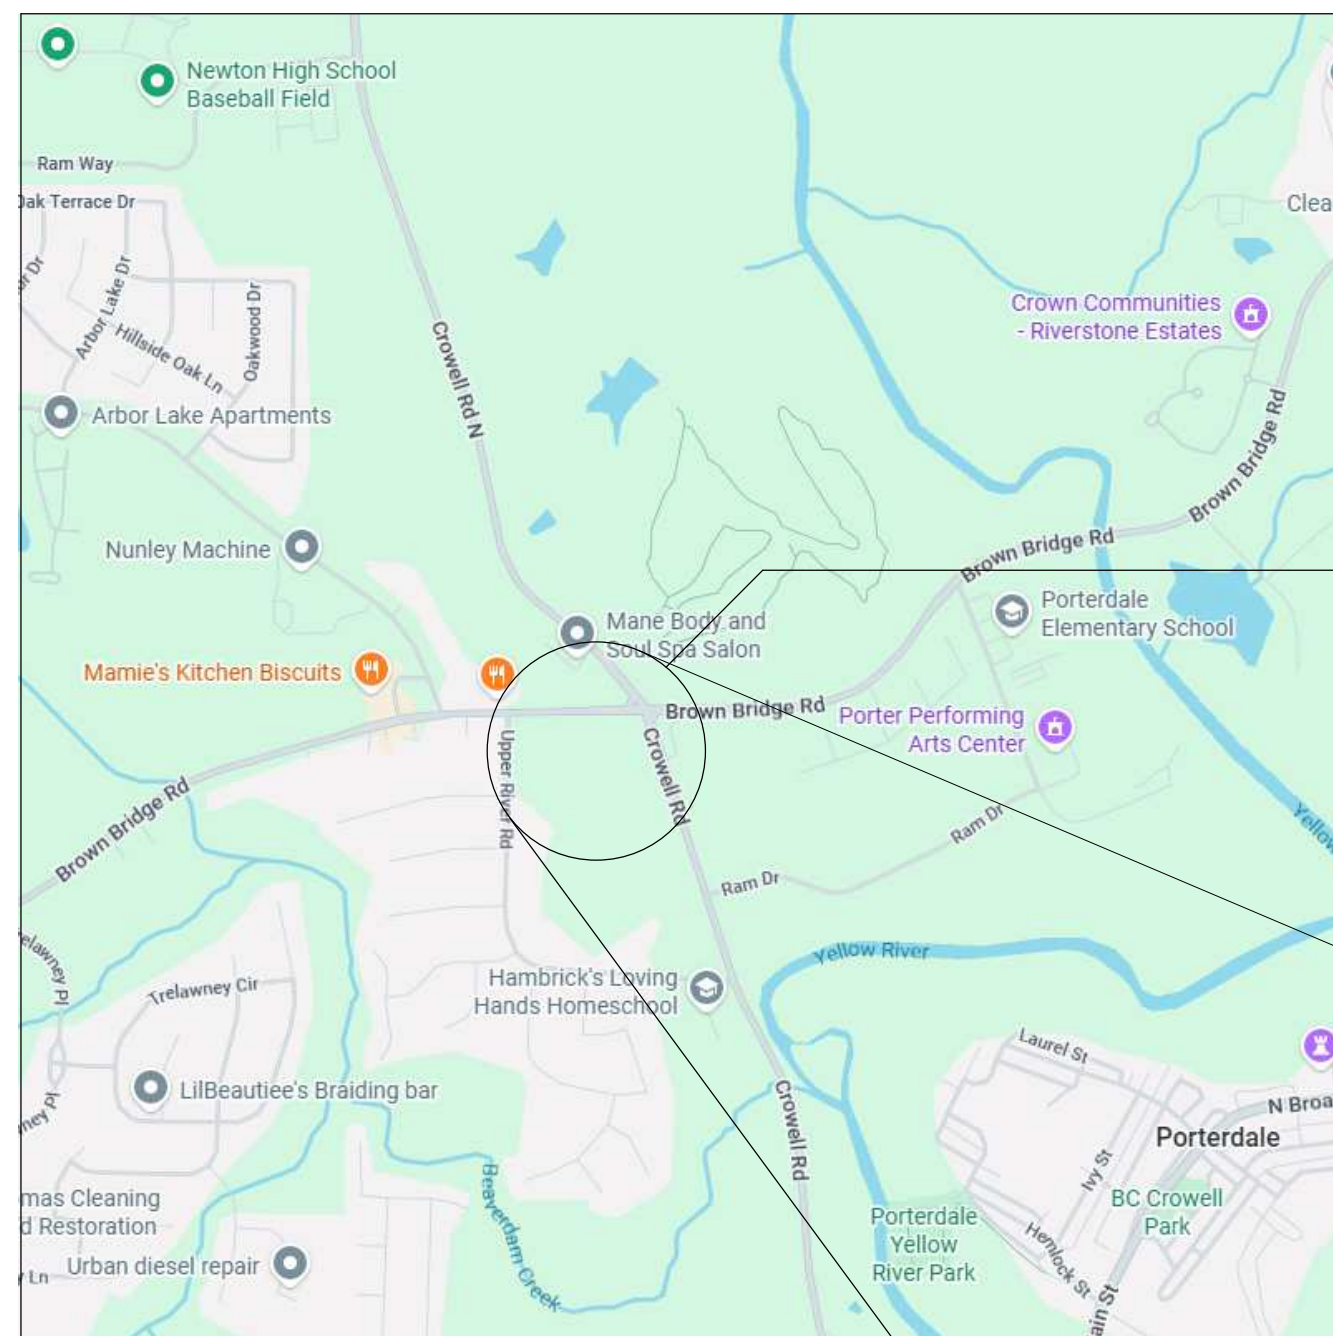 Newton High School
Baseball Field
Ram Way
Oak Terrace Dr
Arbor Lake Dr
Hillside Oak Ln
Oakwood Dr
Crowell Rd N
Arbor Lake Apartments
Crown Communities
- Riverstone Estates
Brown Bridge Rd
Nunley Machine
Brown Bridge Rd
Porterdale
Elementary School
Mane Body and
Soul Spa Salon
Mamie's Kitchen Biscuits
Brown Bridge Rd
Porter Performing
Arts Center
Upper River Rd
Crowell Rd
Brown Bridge Rd
Ram Dr
Ram Dr
Yellow River
Hambrick's Loving
Hands Homeschool
Trelawney Cir
Laurel St
LilBeautiee's Braiding bar
Crowell Rd
Porterdale
Ivy St
BC Crowell
Park
Beaverdam Creek
Cleaning
Restoration
Urban diesel repair
Porterdale
Yellow
River Park
Hemlock St